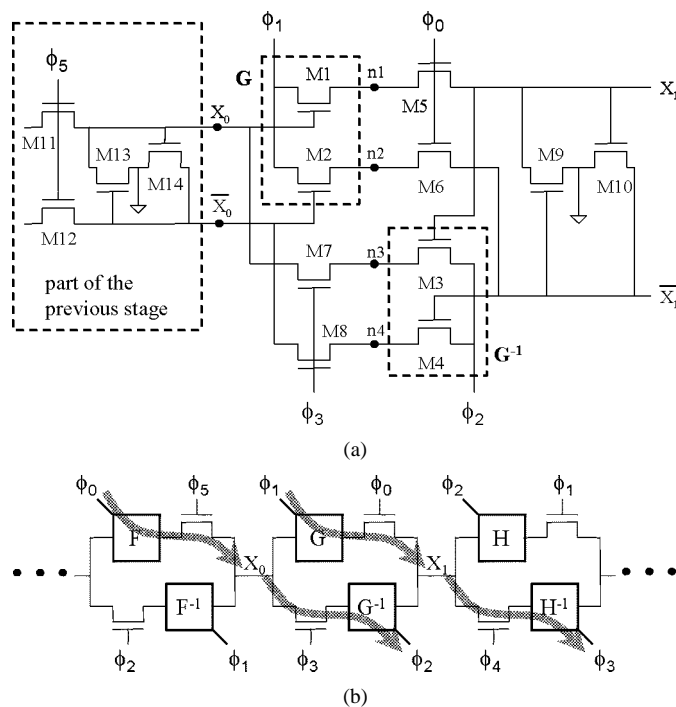 ϕ₁ ϕ₀
ϕ₅ G M1 n1 M5 X₁
X₀
M11 M13 M14 M2 n2 M6 M9 M10
X̅₀
M12 M7 n3 M3
part of the
previous stage
X̅₁
M8 n4 M4 G⁻¹
ϕ₃ ϕ₂
(a)
ϕ₀ ϕ₅ ϕ₁ ϕ₀ ϕ₂ ϕ₁
F G H
X₀ X₁
F⁻¹ G⁻¹ H⁻¹
ϕ₂ ϕ₁ ϕ₃ ϕ₂ ϕ₄ ϕ₃
(b)